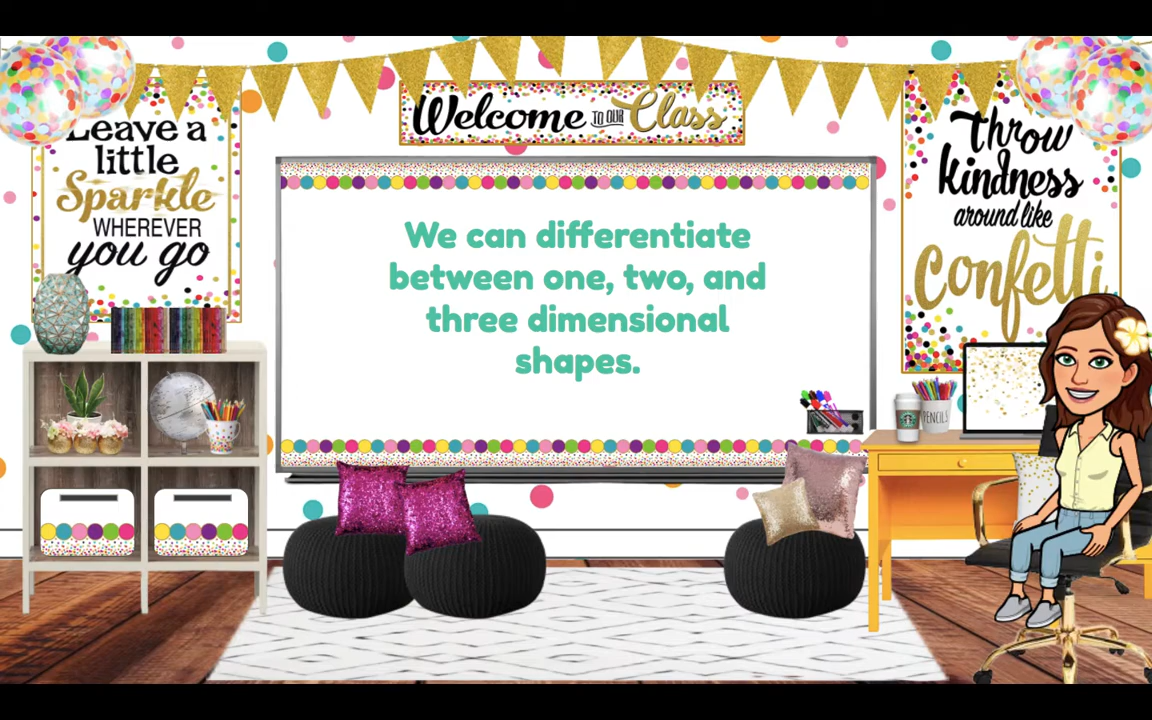 Welcome TO OUR Class
Leave a
little
Sparkle
WHEREVER
you go
Throw
kindness
around like
Confetti
We can differentiate
between one, two, and
three dimensional
shapes.
PENCILS